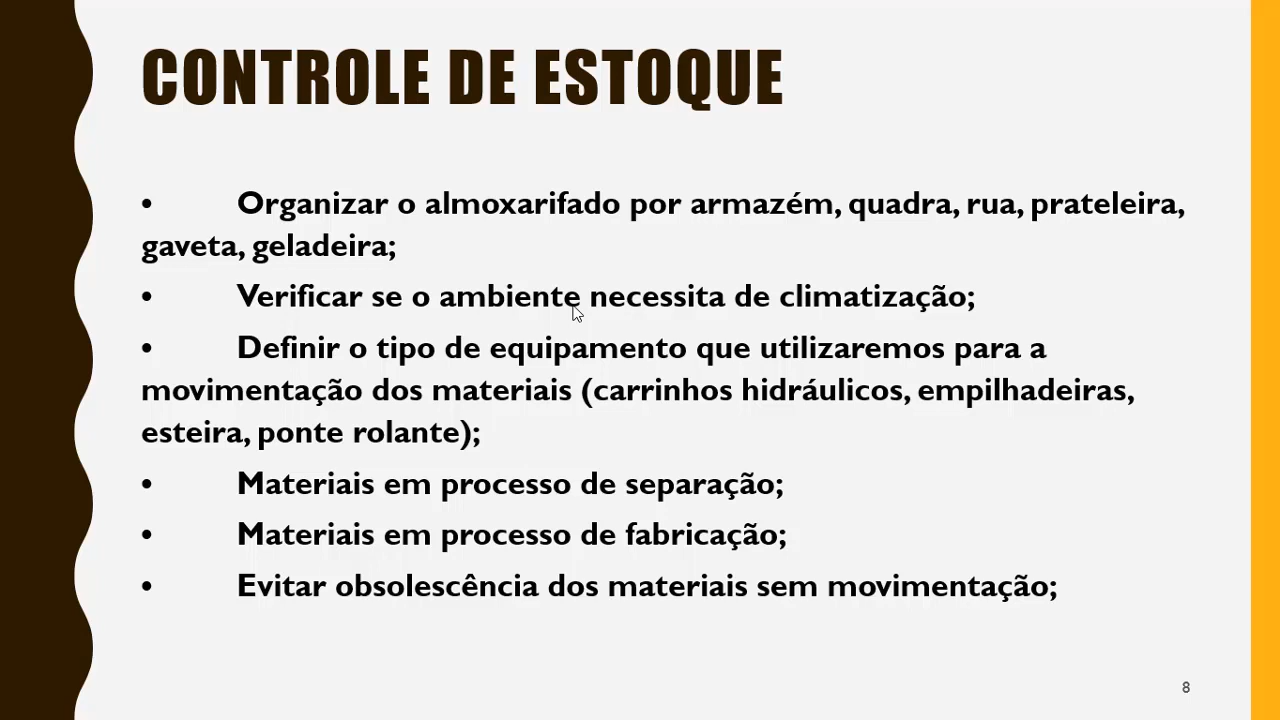 CONTROLE DE ESTOQUE
• Organizar o almoxarifado por armazém, quadra, rua, prateleira,
gaveta, geladeira;
• Verificar se o ambiente necessita de climatização;
• Definir o tipo de equipamento que utilizaremos para a
movimentação dos materiais (carrinhos hidráulicos, empilhadeiras,
esteira, ponte rolante);
• Materiais em processo de separação;
• Materiais em processo de fabricação;
• Evitar obsolescência dos materiais sem movimentação;
8